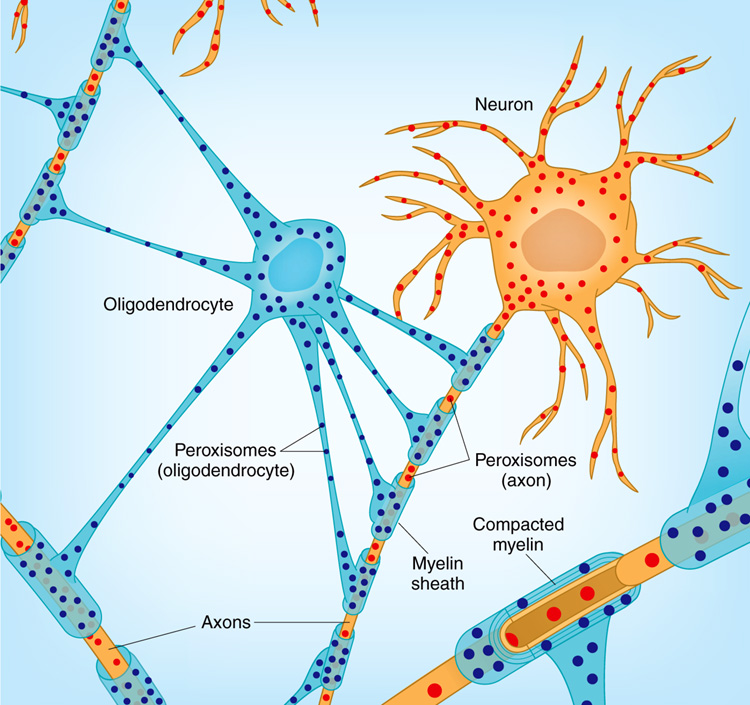 Neuron
Oligodendrocyte
Peroxisomes
(oligodendrocyte)
Peroxisomes
(axon)
Compacted
myelin
Myelin
sheath
Axons